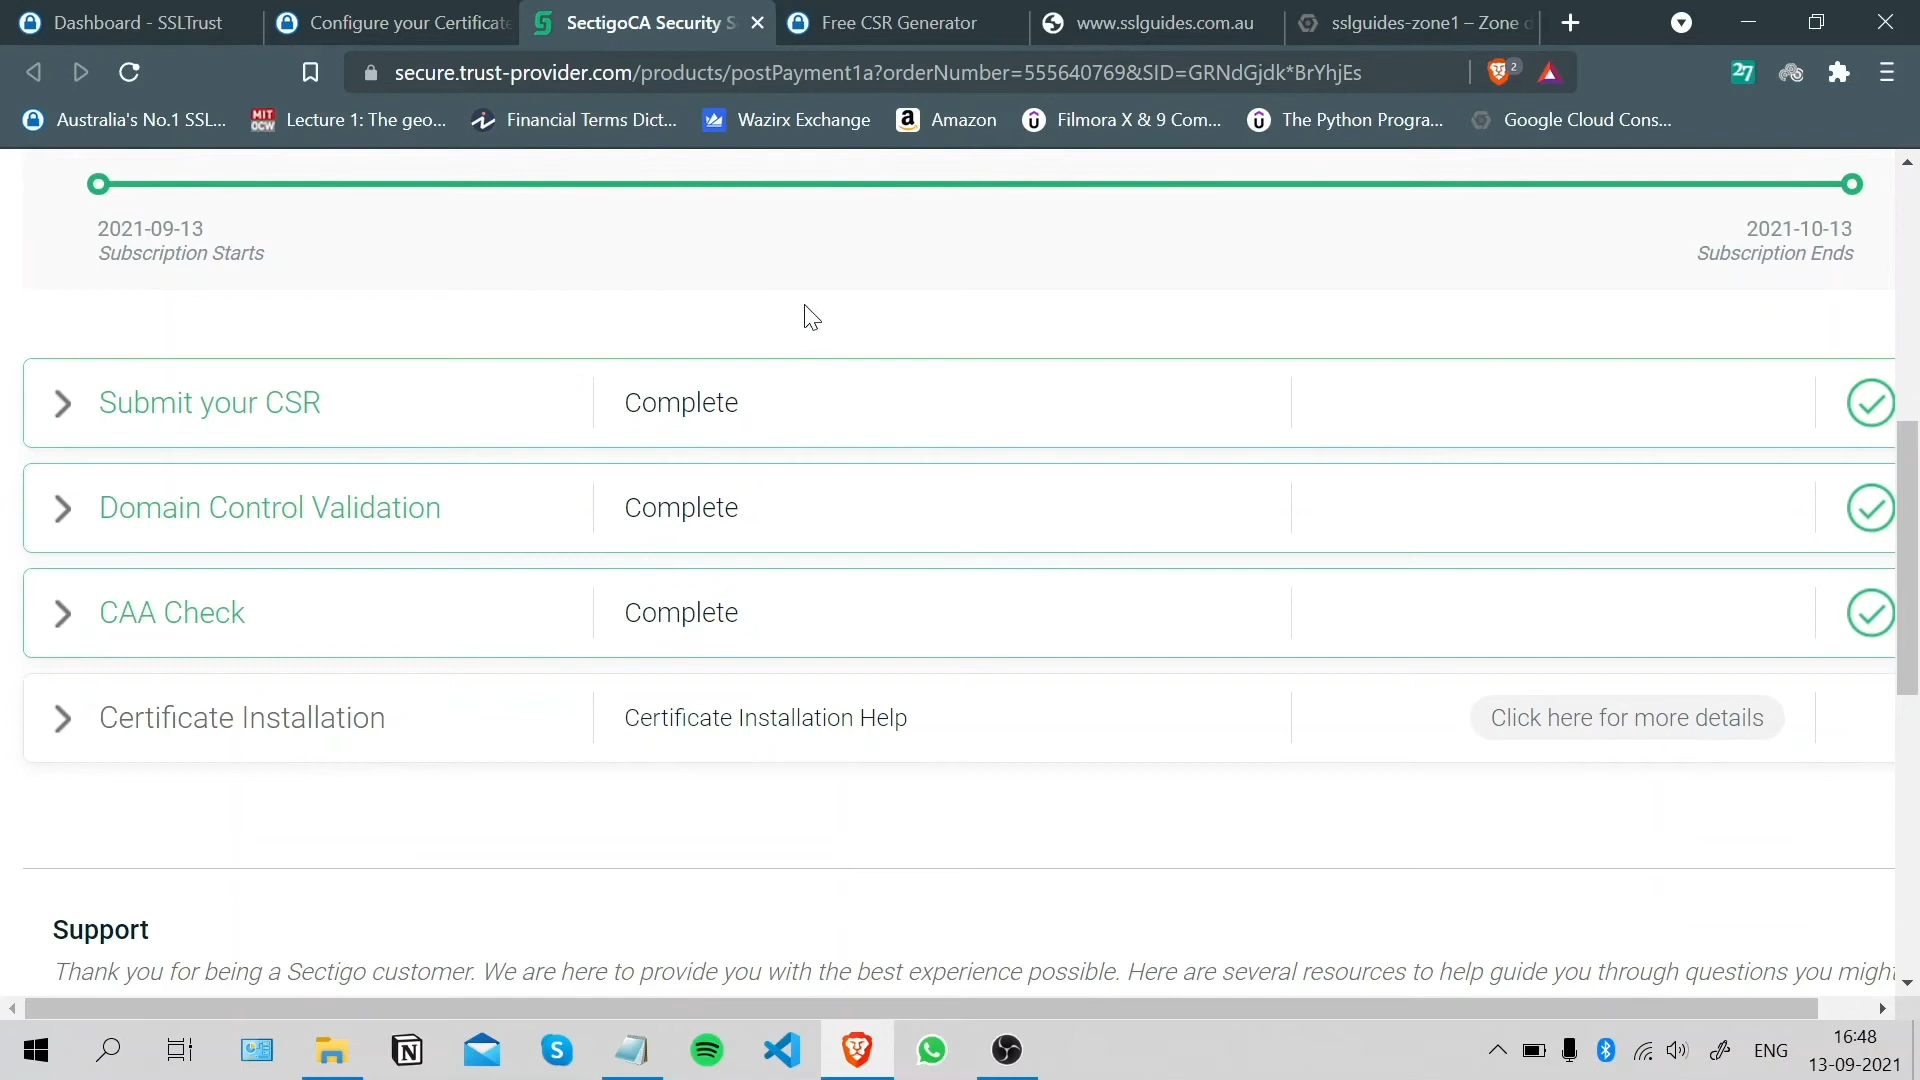 Dashboard - SSLTrust
Configure your Certificate
SectigoCA Security S
Free CSR Generator
www.sslguides.com.au
sslguides-zone1 – Zone d
secure.trust-provider.com/products/postPayment1a?orderNumber=555640769&SID=GRNdGjdk*BrYhjEs
2
27
Australia's No.1 SSL...
MIT OCW
Lecture 1: The geo...
Financial Terms Dict...
Wazirx Exchange
Amazon
Filmora X & 9 Com...
The Python Progra...
Google Cloud Cons...
2021-09-13
Subscription Starts
2021-10-13
Subscription Ends
Submit your CSR
Complete
Domain Control Validation
Complete
CAA Check
Complete
Certificate Installation
Certificate Installation Help
Click here for more details
Support
Thank you for being a Sectigo customer. We are here to provide you with the best experience possible. Here are several resources to help guide you through questions you might
ENG
16:48
13-09-2021